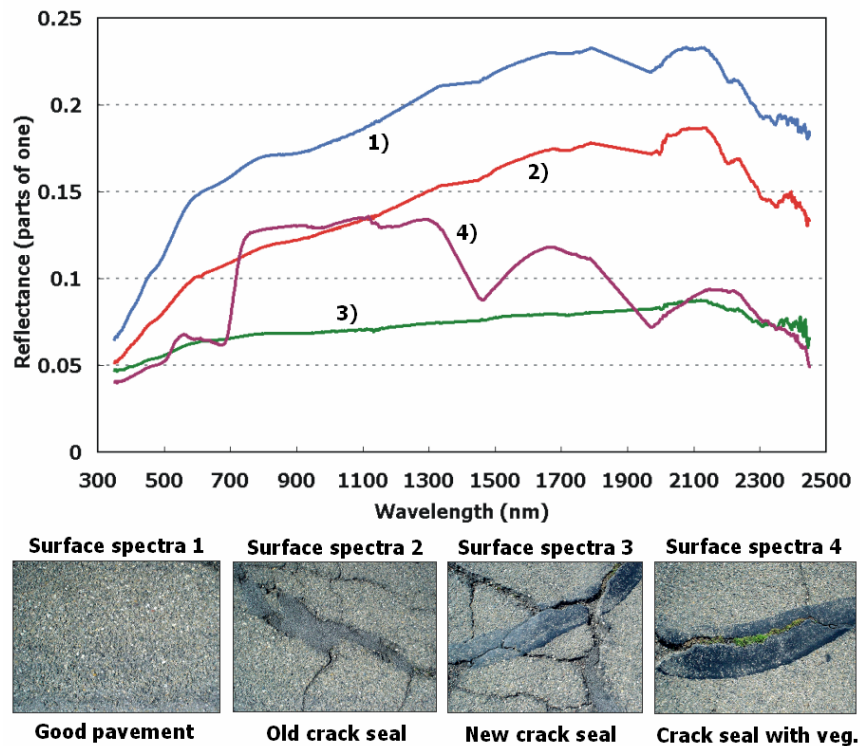 0.25
0.2
0.15
0.1
0.05
0
Reflectance (parts of one)
1)
2)
4)
3)
300 500 700 900 1100 1300 1500 1700 1900 2100 2300 2500
Wavelength (nm)
Surface spectra 1 Surface spectra 2 Surface spectra 3 Surface spectra 4
Good pavement Old crack seal New crack seal Crack seal with veg.